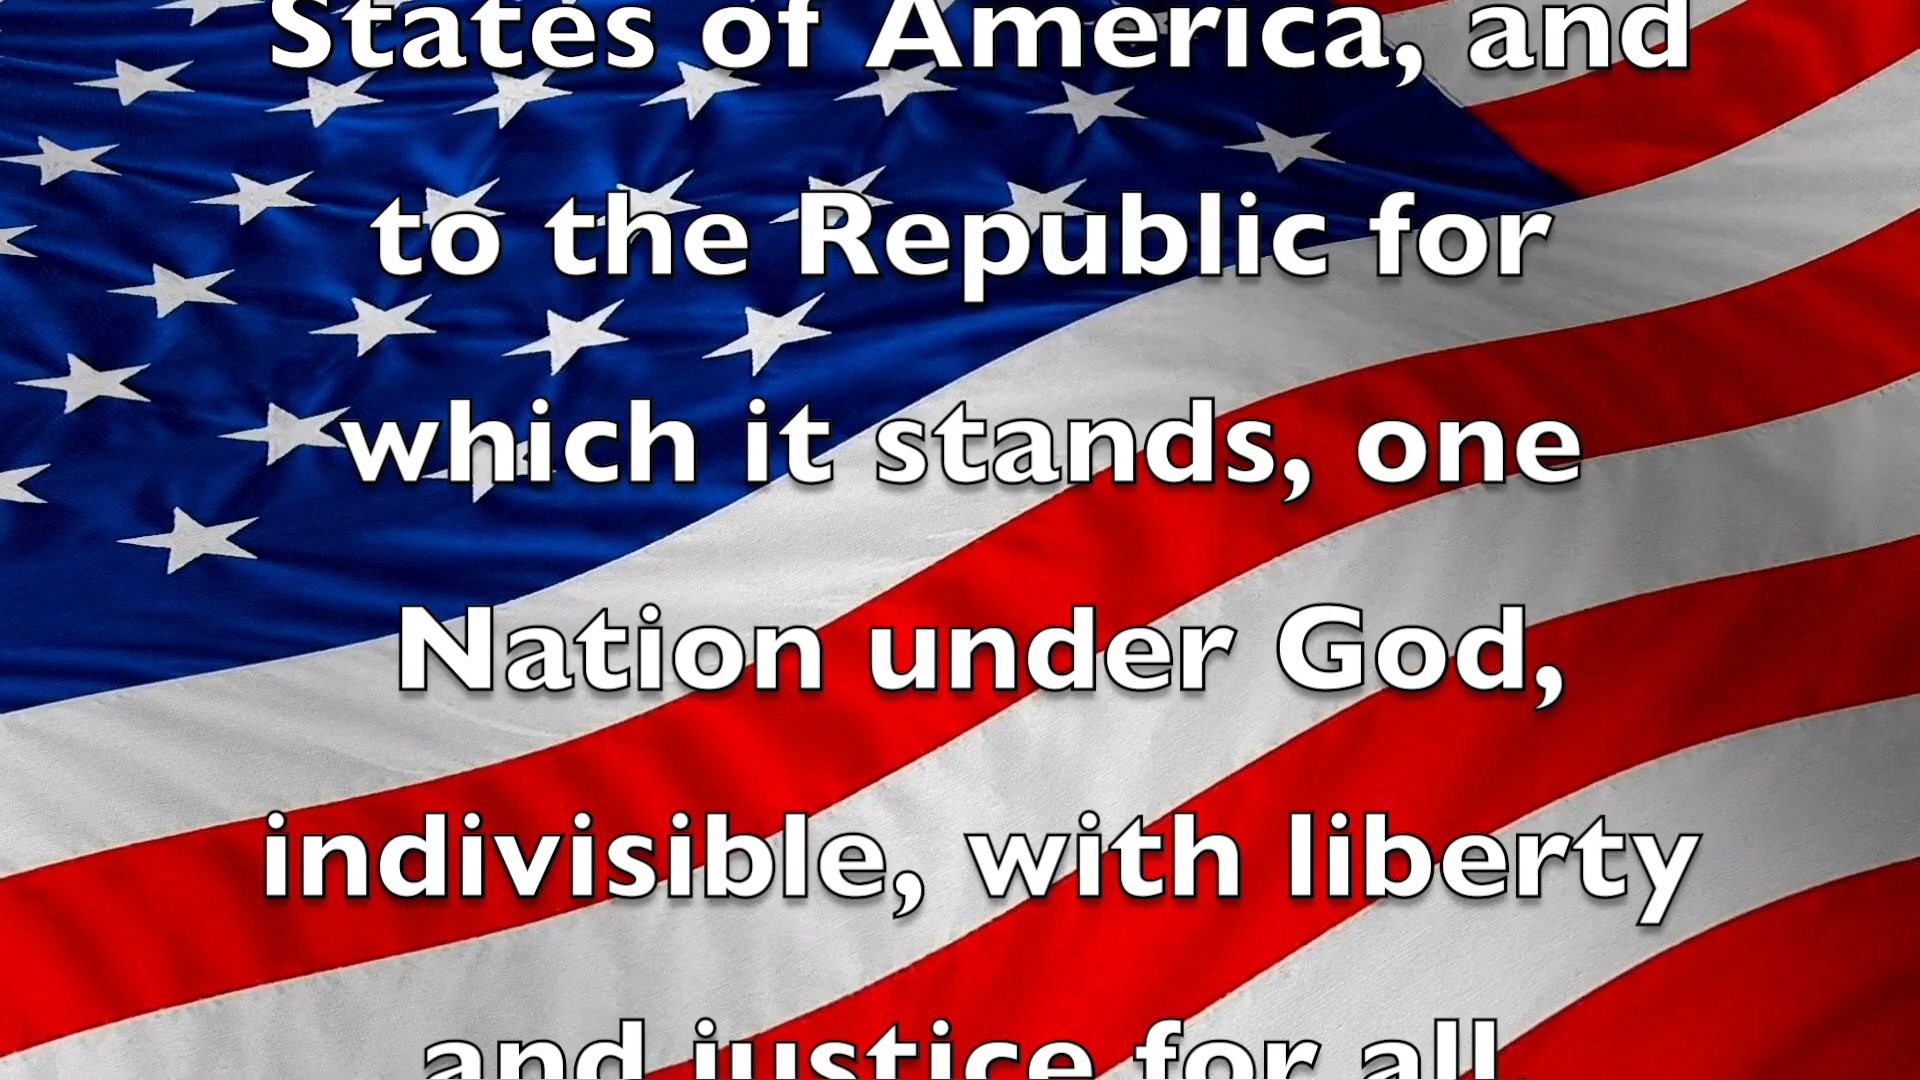 States of America, and
to the Republic for
which it stands, one
Nation under God,
indivisible, with liberty
and justice for all.